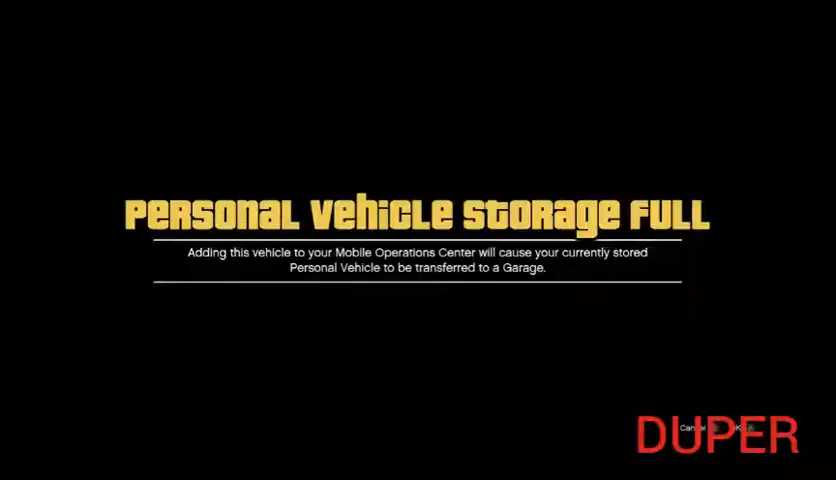 PERSONAL VEHICLE STORAGE FULL
Adding this vehicle to your Mobile Operations Center will cause your currently stored
Personal Vehicle to be transferred to a Garage.
DUPER